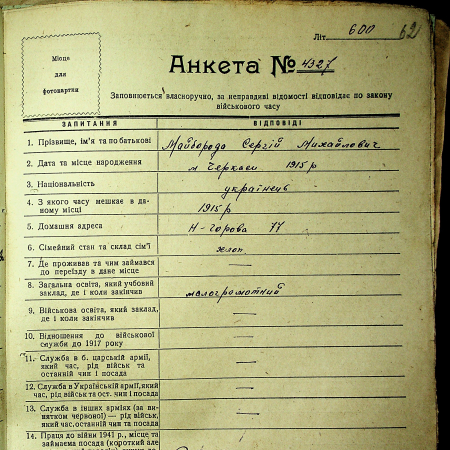 Літ. 600 62
Місце
для
фотокартки
Анкета № 4327
Заповнюється власноручно, за неправдиві відомості відповідає по закону
військового часу
ЗАПИТАННЯ ВІДПОВІДІ
1. Прізвище, ім'я та по батькові Майборода Сергій Михайлович
2. Дата та місце народження м Черкаси 1915 р
3. Національність українець
4. З якого часу мешкає в да-
ному місці 1915 р
5. Домашня адреса Н-Горова 77
6. Сімейний стан та склад сім'ї
7. Де проживав та чим займався
до переїзду в дане місце
8. Загальна освіта, який учбовий
заклад, де і коли закінчив малограмотний
9. Військова освіта, який заклад,
де і коли закінчив —
10. Відношення до військової
служби до 1917 року —
11. Служба в б. царській армії,
який час, рід військ та
останній чин і посада —
12. Служба в Українській армії, який
час, рід військ та ост. чин і посада —
13. Служба в інших арміях (за ви-
нятком червоної) — рід військ,
який час, останній чин та посада —
14. Праця до війни 1941 р., місце та
займаєма посада (короткий але